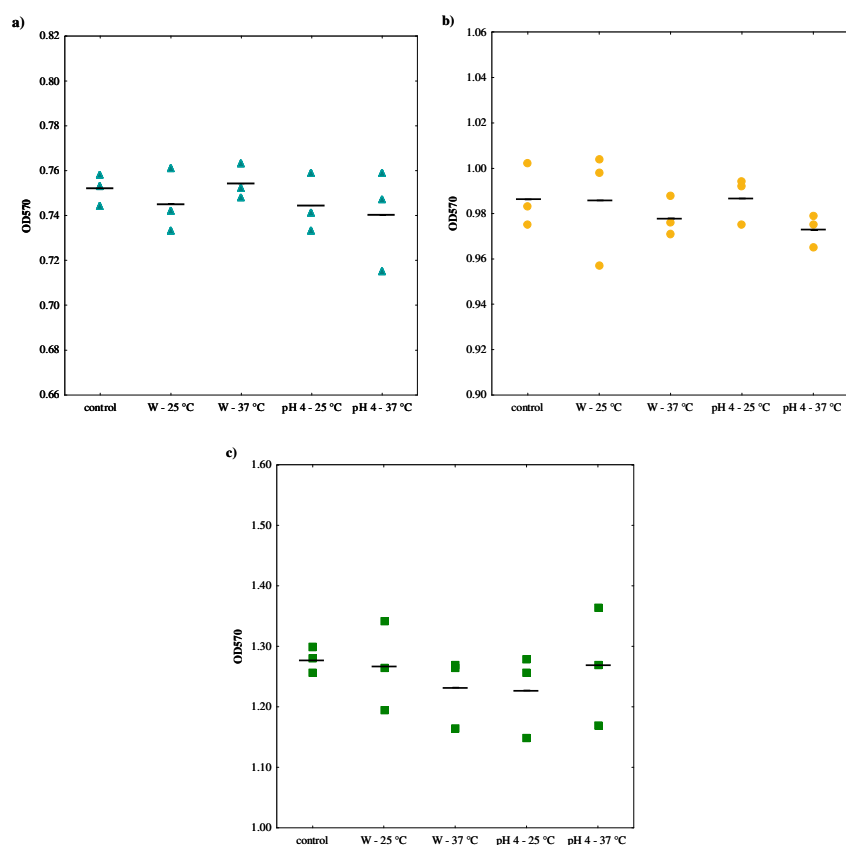 a)
0.82
0.80
0.78
0.76
0.74
0.72
0.70
0.68
0.66
OD570
control W - 25 °C W - 37 °C pH 4 - 25 °C pH 4 - 37 °C
b)
1.06
1.04
1.02
1.00
0.98
0.96
0.94
0.92
0.90
OD570
control W - 25 °C W - 37 °C pH 4 - 25 °C pH 4 - 37 °C
c)
1.60
1.50
1.40
1.30
1.20
1.10
1.00
OD570
control W - 25 °C W - 37 °C pH 4 - 25 °C pH 4 - 37 °C